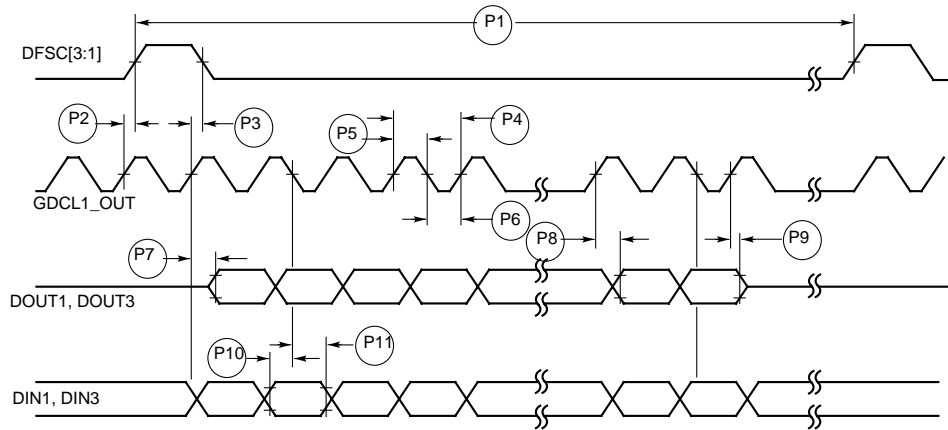 P1
DFSC[3:1]
P2
P3
P5
P4
GDCL1_OUT
P6
P7
P8
P9
DOUT1, DOUT3
P10
P11
DIN1, DIN3